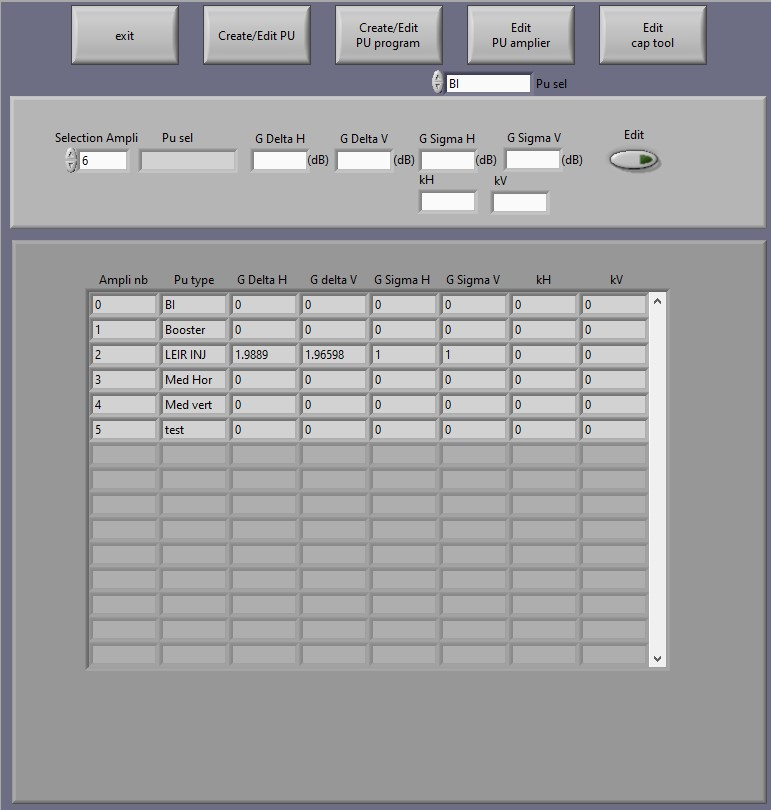 exit
Create/Edit PU
Create/Edit
PU program
Edit
PU amplier
Edit
cap tool
BI Pu sel
Selection Ampli Pu sel G Delta H G Delta V G Sigma H G Sigma V Edit
6 (dB) (dB) (dB) (dB)
kH kV
Ampli nb Pu type G Delta H G delta V G Sigma H G Sigma V kH kV
0 BI 0 0 0 0 0 0
1 Booster 0 0 0 0 0 0
2 LEIR INJ 1.9889 1.96598 1 1 0 0
3 Med Hor 0 0 0 0 0 0
4 Med vert 0 0 0 0 0 0
5 test 0 0 0 0 0 0